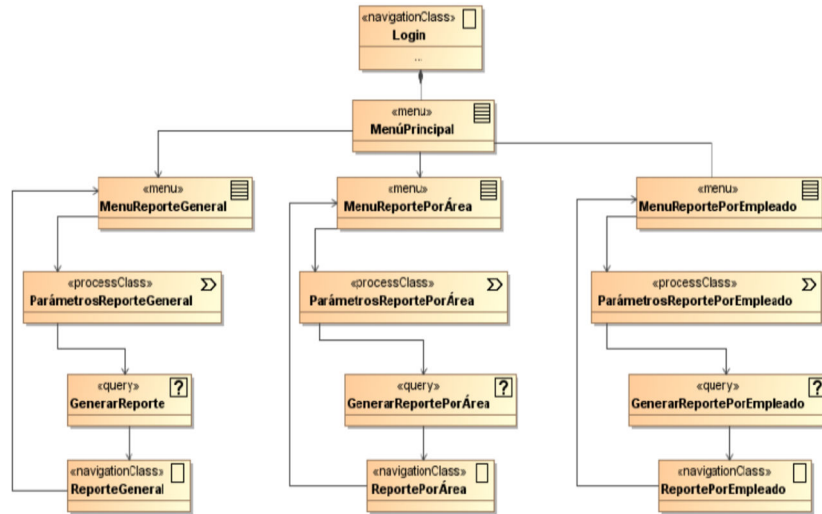 «navigationClass»
Login
...
«menu»
MenúPrincipal
«menu»
MenuReporteGeneral
«menu»
MenuReportePorÁrea
«menu»
MenuReportePorEmpleado
«processClass»
ParámetrosReporteGeneral
«processClass»
ParámetrosReportePorÁrea
«processClass»
ParámetrosReportePorEmpleado
«query»
GenerarReporte
?
«query»
GenerarReportePorÁrea
?
«query»
GenerarReportePorEmpleado
?
«navigationClass»
ReporteGeneral
«navigationClass»
ReportePorÁrea
«navigationClass»
ReportePorEmpleado